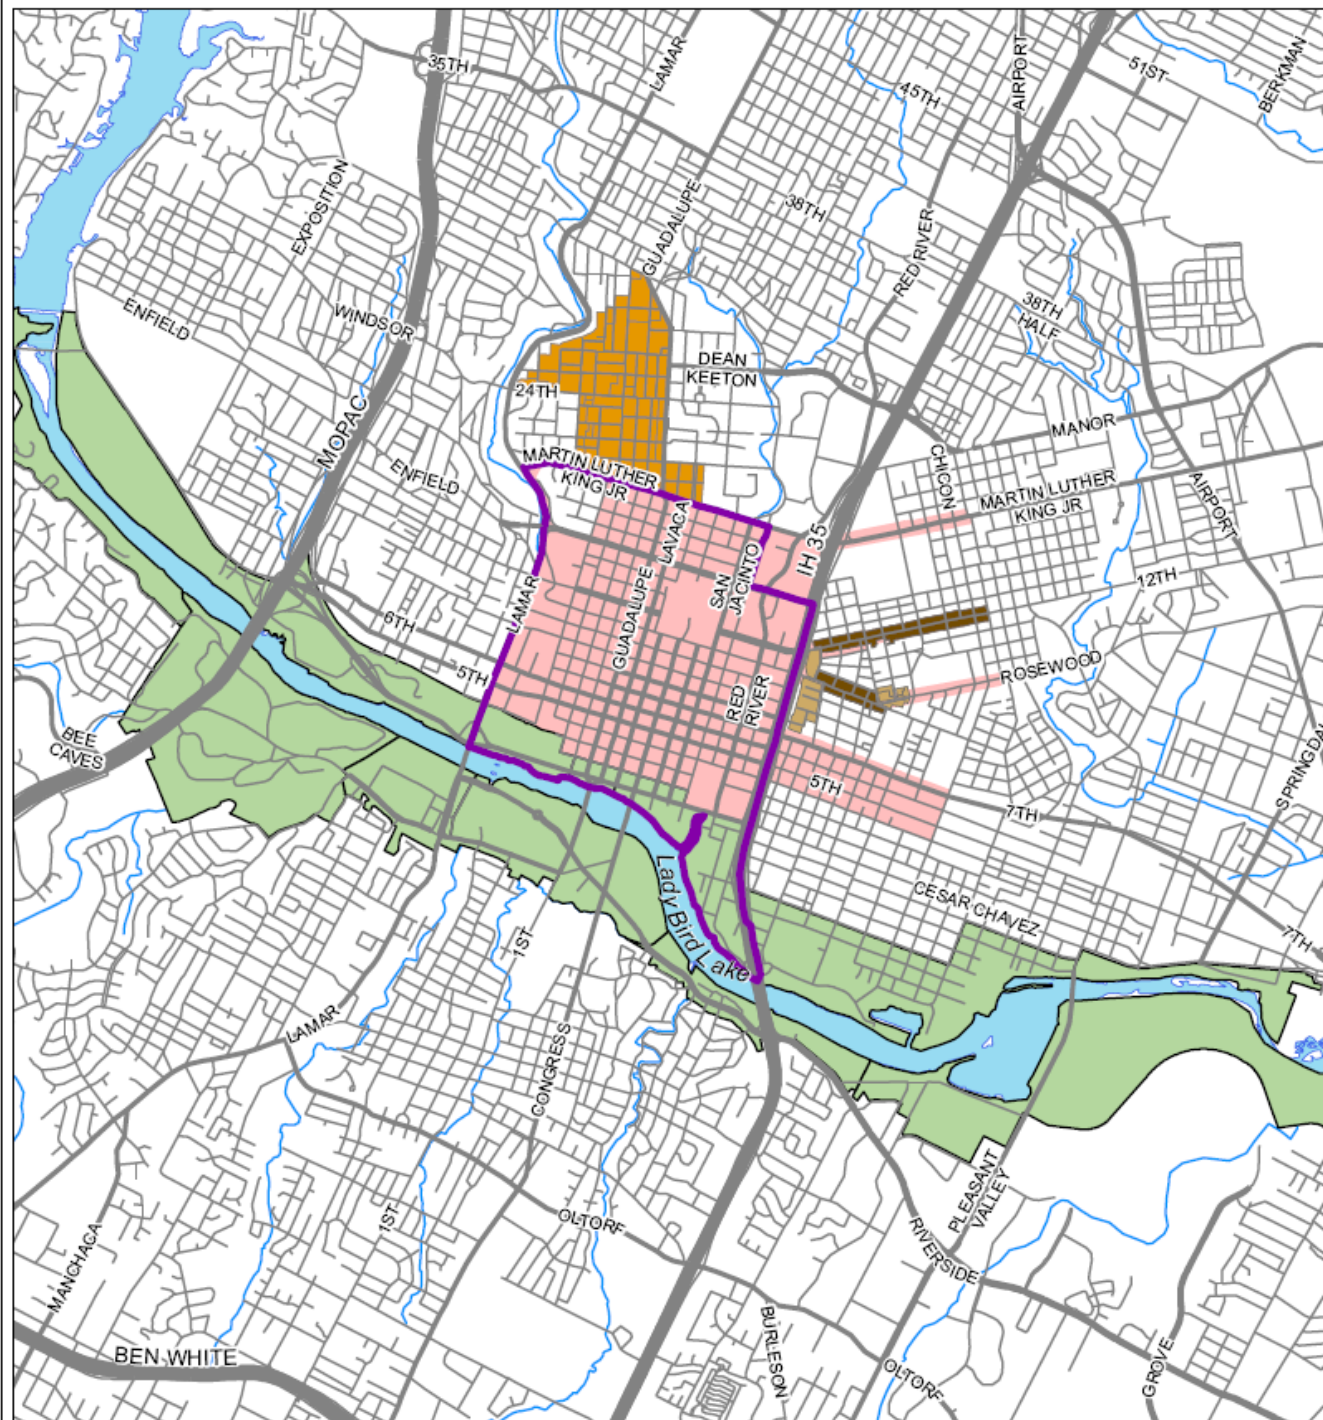 35TH
LAMAR
45TH
AIRPORT
51ST
BERKMAN
EXPOSITION
GUADALUPE
38TH
RED RIVER
ENFIELD
WINDSOR
38TH
HALF
DEAN
KEETON
24TH
MOPAC
MANOR
ENFIELD
MARTIN LUTHER
KING JR
CHICON
MARTIN LUTHER
KING JR
AIRPORT
LAVACA
IH 35
SAN
JACINTO
12TH
LAMAR
GUADALUPE
6TH
5TH
ROSEWOOD
RED
RIVER
BEE
CAVES
5TH
7TH
SPRINGDAL
Lady Bird Lake
CESAR CHAVEZ
7TH
1ST
LAMAR
CONGRESS
PLEASANT
VALLEY
1ST
OLTORF
MANCHACA
RIVERSIDE
BEN WHITE
BURLESON
OLTORF
GROVE